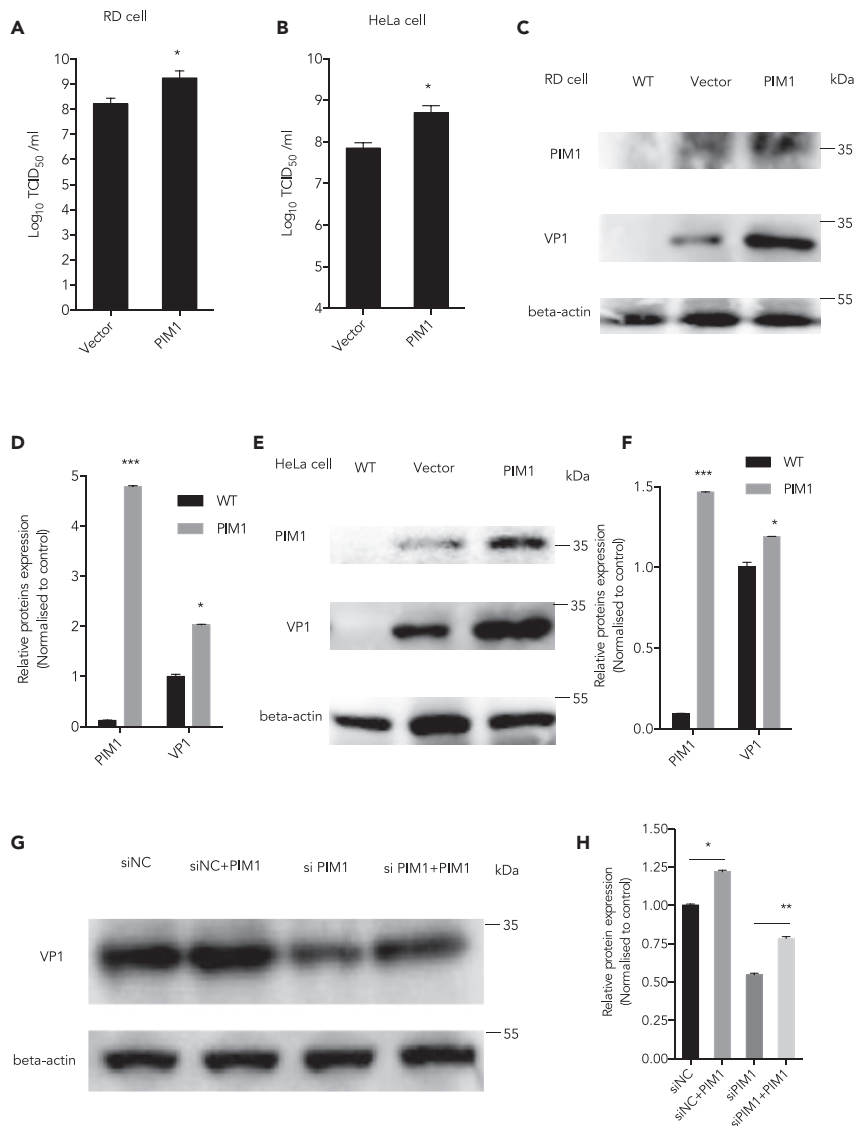 A
RD cell
Log10 TCID50 /ml
10
9
8
7
6
5
4
3
2
1
0
*
Vector
PIM1
B
HeLa cell
Log10 TCID50 /ml
10
9
8
7
6
5
4
*
Vector
PIM1
C
RD cell WT Vector PIM1 kDa
PIM1
35
VP1
35
beta-actin
55
D
Relative proteins expression
(Normalised to control)
5
4
3
2
1
0
***
*
WT
PIM1
PIM1
VP1
E
HeLa cell WT Vector PIM1 kDa
PIM1
35
VP1
35
beta-actin
55
F
Relative proteins expression
(Normalised to control)
1.5
1.0
0.5
0.0
***
*
WT
PIM1
PIM1
VP1
G
siNC siNC+PIM1 si PIM1 si PIM1+PIM1 kDa
VP1
35
beta-actin
55
H
Relative protein expression
(Normalised to control)
1.50
1.25
1.00
0.75
0.50
0.25
0.00
*
**
siNC
siNC+PIM1
siPIM1
siPIM1+PIM1